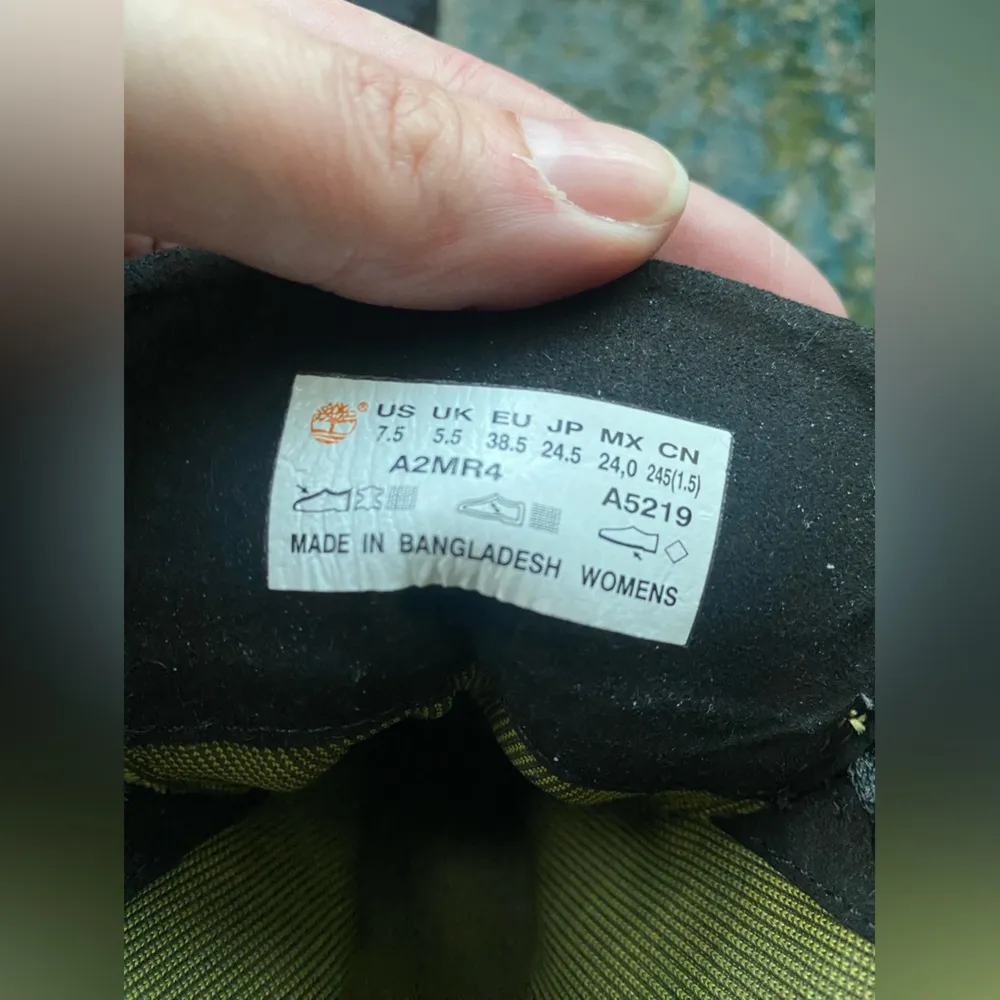 ® US UK EU JP MX CN
7.5 5.5 38.5 24.5 24,0 245(1.5)
A2MR4 A5219
MADE IN BANGLADESH WOMENS